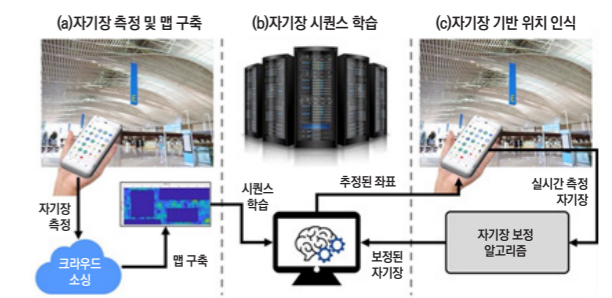 (a)자기장 측정 및 맵 구축
(b)자기장 시퀀스 학습
(c)자기장 기반 위치 인식
자기장
측정
크라우드
소싱
맵 구축
시퀀스
학습
추정된 좌표
보정된
자기장
실시간 측정
자기장
자기장 보정
알고리즘